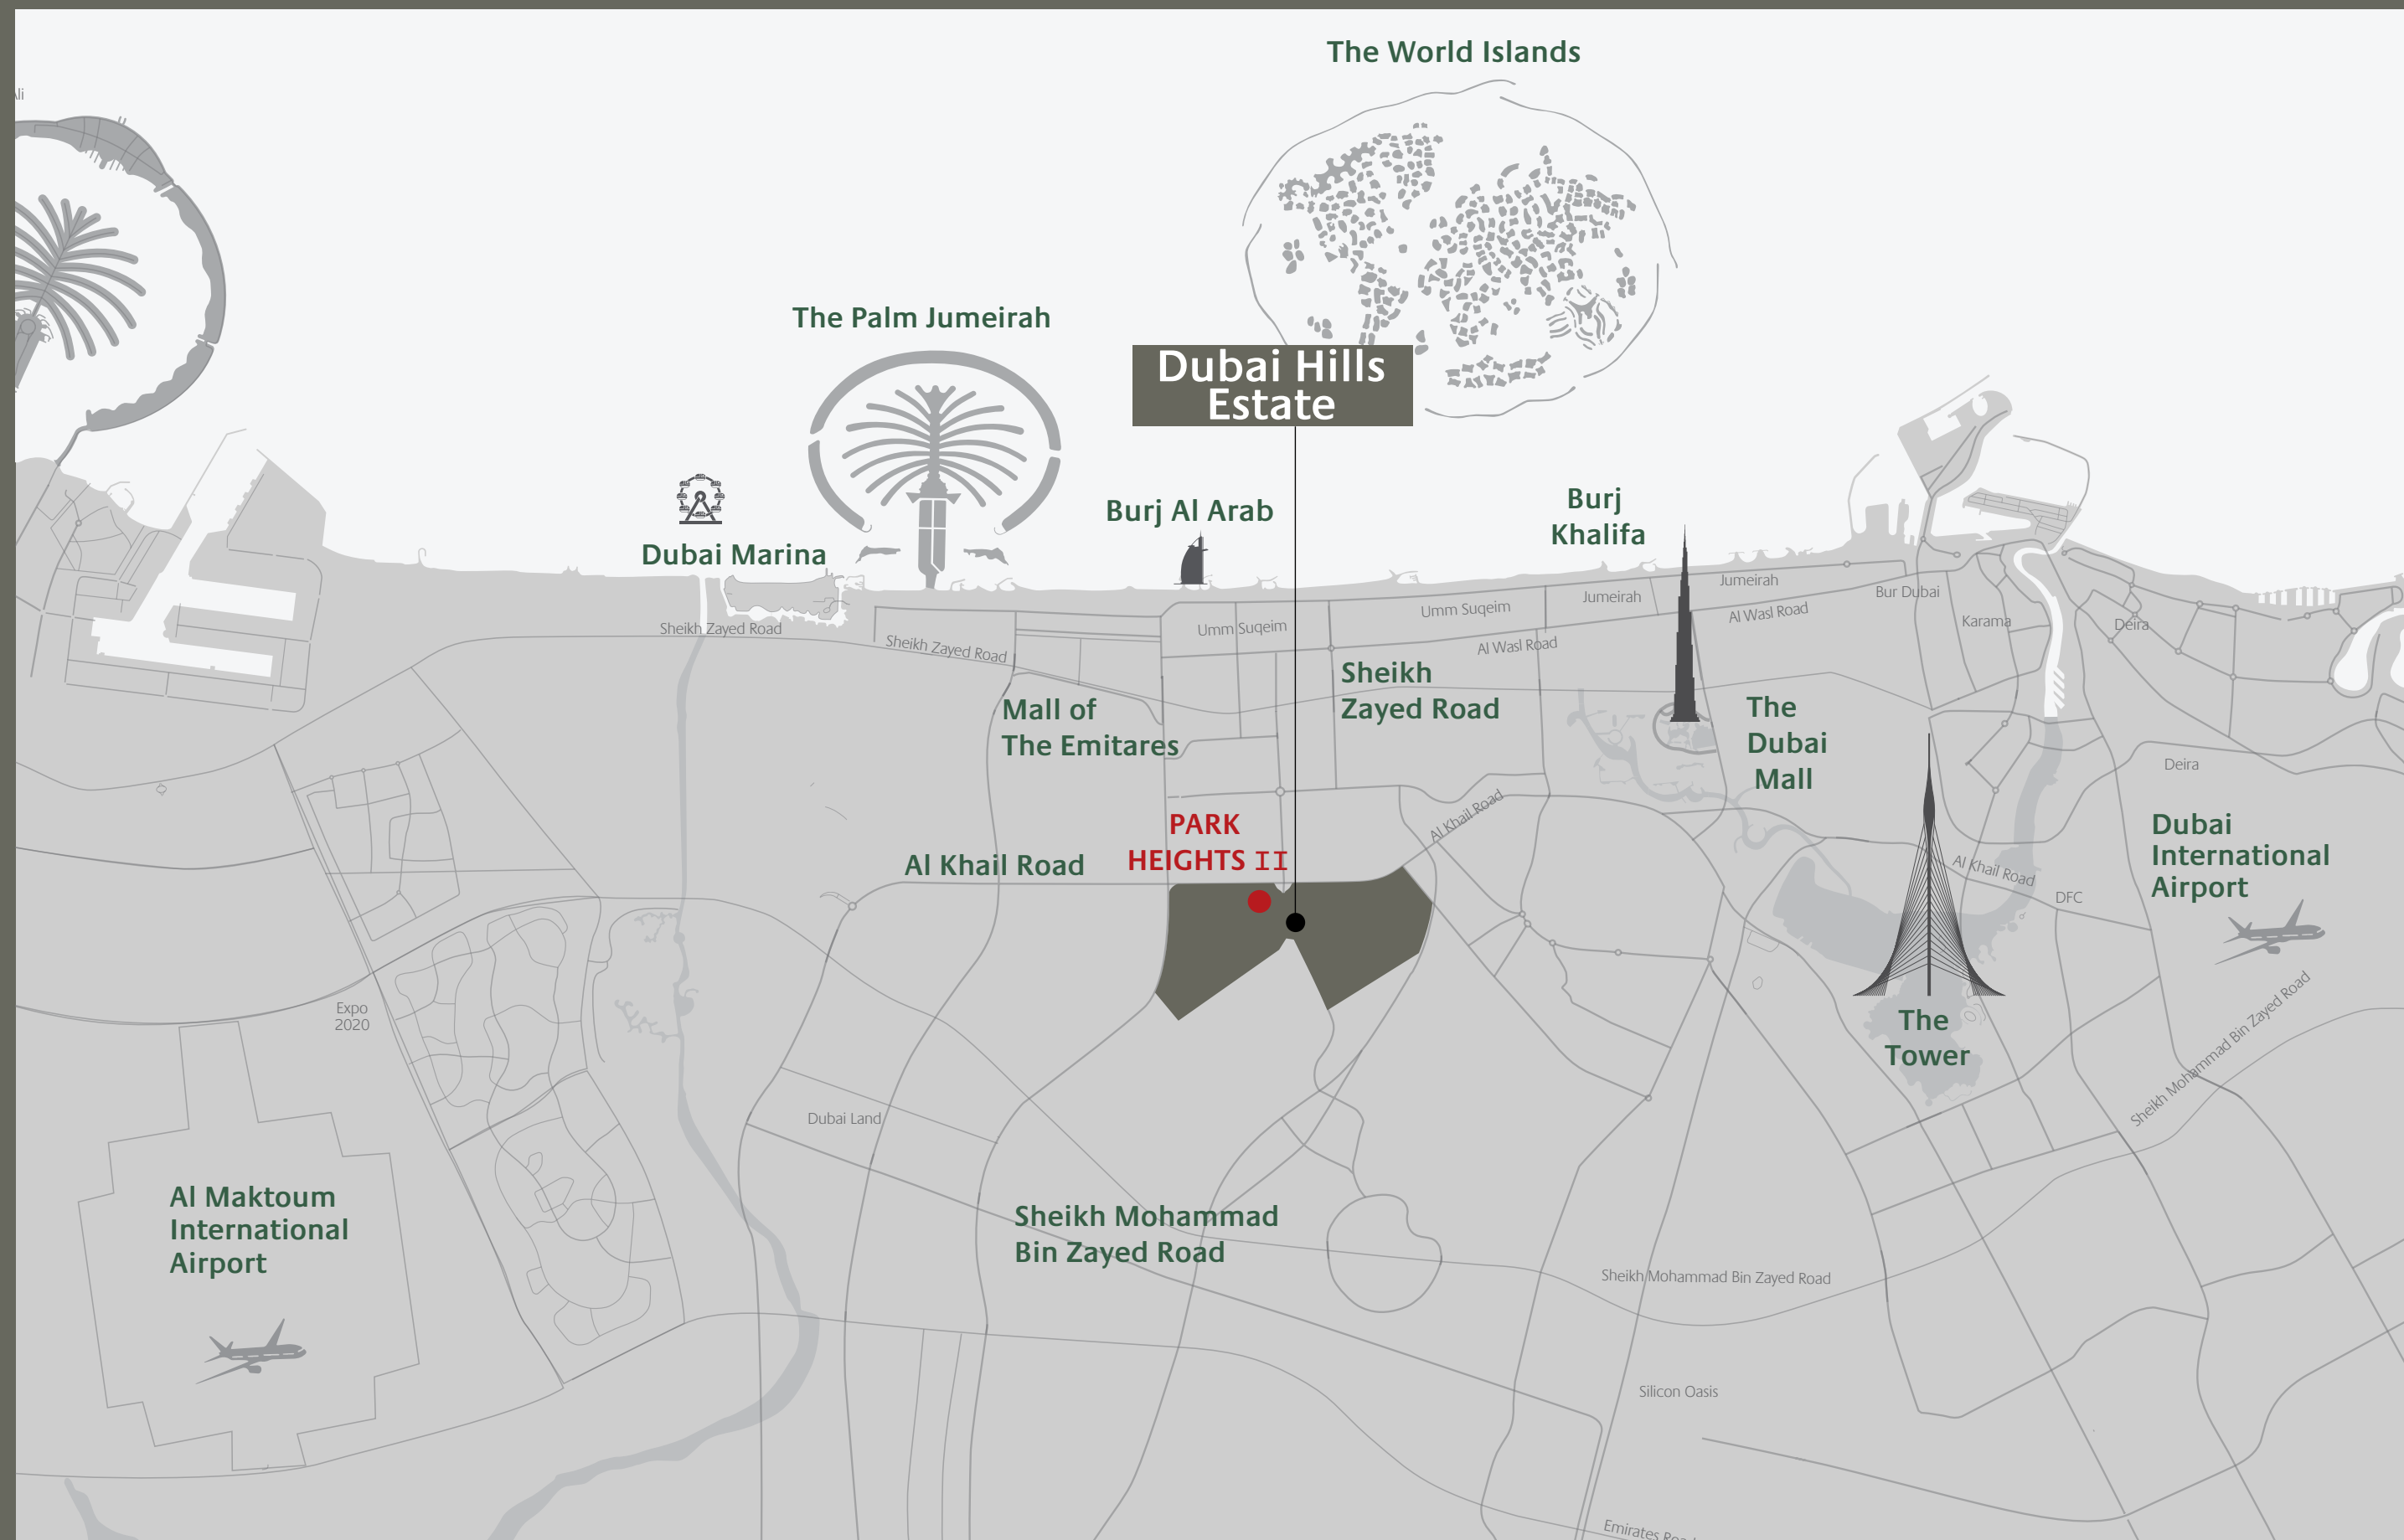 The World Islands
The Palm Jumeirah
Dubai Hills
Estate
Burj Al Arab
Burj
Khalifa
Dubai Marina
Jumeirah
Jumeirah
Umm Suqeim
Umm Suqeim
Al Wasl Road
Al Wasl Road
Bur Dubai
Karama
Deira
Sheikh Zayed Road
Sheikh Zayed Road
Sheikh
Zayed Road
Mall of
The Emitares
The
Dubai
Mall
Deira
PARK
HEIGHTS II
Al Khail Road
Al Khail Road
Al Khail Road
Dubai
International
Airport
DFC
Expo
2020
The
Tower
Sheikh Mohammad Bin Zayed Road
Dubai Land
Al Maktoum
International
Airport
Sheikh Mohammad
Bin Zayed Road
Sheikh Mohammad Bin Zayed Road
Silicon Oasis
Emirates Road